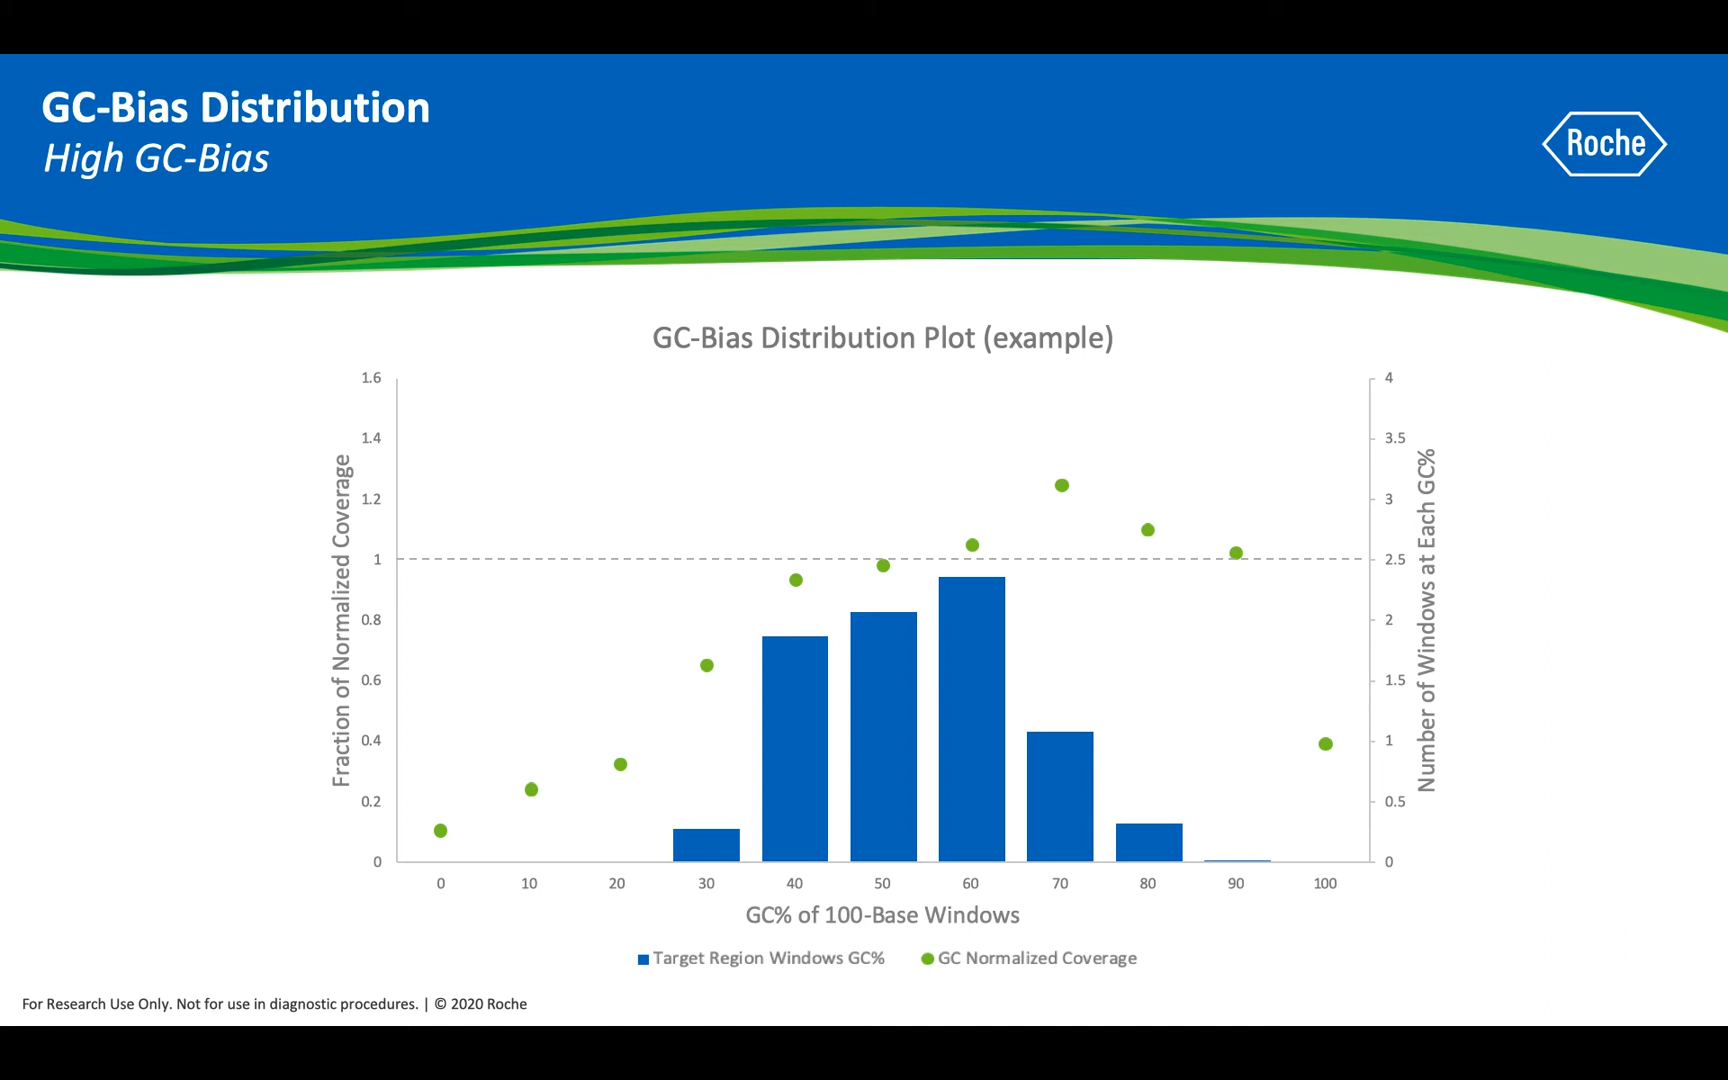 GC-Bias Distribution
High GC-Bias
Roche
GC-Bias Distribution Plot (example)
Fraction of Normalized Coverage
1.6
1.4
1.2
1
0.8
0.6
0.4
0.2
0
4
3.5
3
2.5
2
1.5
1
0.5
0
Number of Windows at Each GC%
0 10 20 30 40 50 60 70 80 90 100
GC% of 100-Base Windows
Target Region Windows GC% GC Normalized Coverage
For Research Use Only. Not for use in diagnostic procedures. | © 2020 Roche